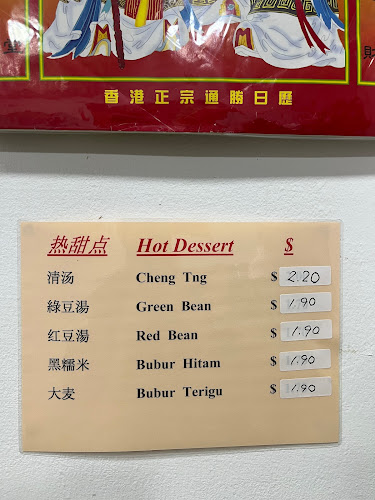 財
香港正宗通勝日曆
热甜点 Hot Dessert $
清汤 Cheng Tng $ 2.20
綠豆湯 Green Bean $ 1.90
红豆湯 Red Bean $ 1.90
黑糯米 Bubur Hitam $ 1.90
大麦 Bubur Terigu $ 1.90